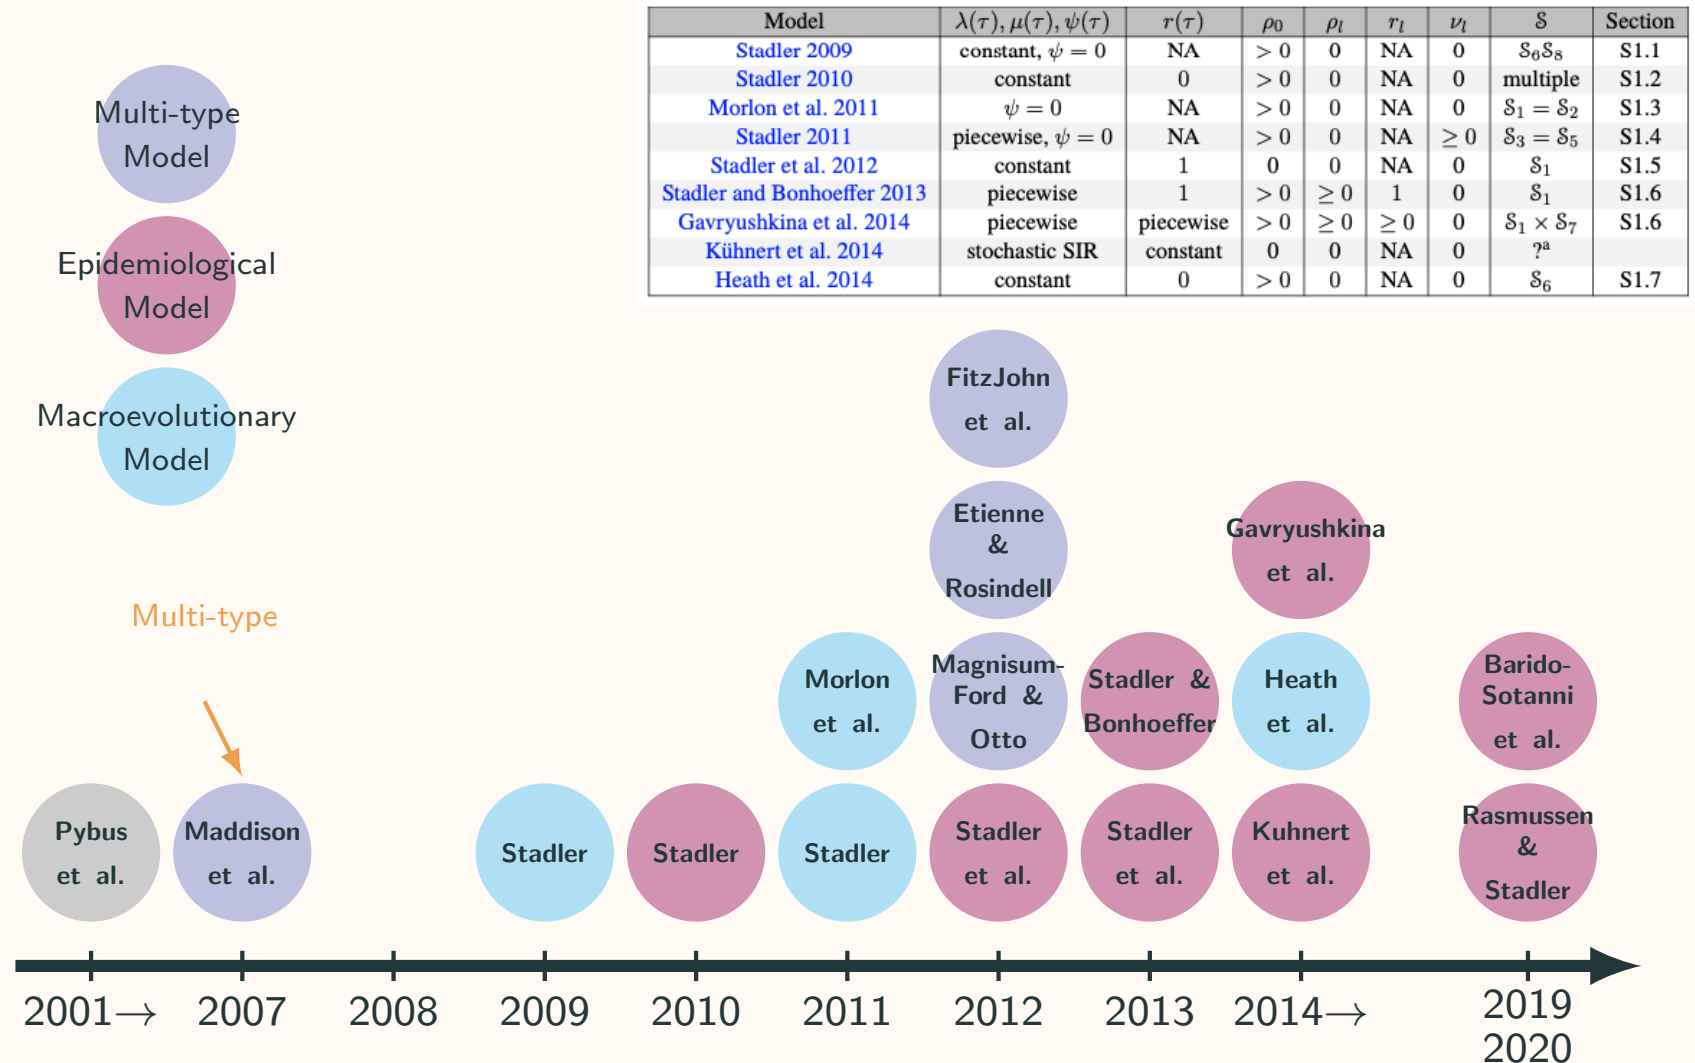 Model λ(τ), μ(τ), ψ(τ) r(τ) ρ₀ ρₗ rₗ νₗ 𝒮 Section
Stadler 2009 constant, ψ = 0 NA > 0 0 NA 0 𝒮₆𝒮₈ S1.1
Stadler 2010 constant 0 > 0 0 NA 0 multiple S1.2
Morlon et al. 2011 ψ = 0 NA > 0 0 NA 0 𝒮₁ = 𝒮₂ S1.3
Stadler 2011 piecewise, ψ = 0 NA > 0 0 NA ≥ 0 𝒮₃ = 𝒮₅ S1.4
Stadler et al. 2012 constant 1 0 0 NA 0 𝒮₁ S1.5
Stadler and Bonhoeffer 2013 piecewise 1 > 0 ≥ 0 1 0 𝒮₁ S1.6
Gavryushkina et al. 2014 piecewise piecewise > 0 ≥ 0 ≥ 0 0 𝒮₁ × 𝒮₇ S1.6
Kühnert et al. 2014 stochastic SIR constant 0 0 NA 0 ?ᵃ
Heath et al. 2014 constant 0 > 0 0 NA 0 𝒮₆ S1.7
Multi-type
Model
Epidemiological
Model
Macroevolutionary
Model
Multi-type
Pybus
et al.
Maddison
et al.
Stadler
Stadler
Morlon
et al.
Stadler
FitzJohn
et al.
Etienne
&
Rosindell
Magnisum-
Ford &
Otto
Stadler
et al.
Stadler &
Bonhoeffer
Stadler
et al.
Gavryushkina
et al.
Heath
et al.
Kuhnert
et al.
Barido-
Sotanni
et al.
Rasmussen
&
Stadler
2001→ 2007 2008 2009 2010 2011 2012 2013 2014→ 2019
2020